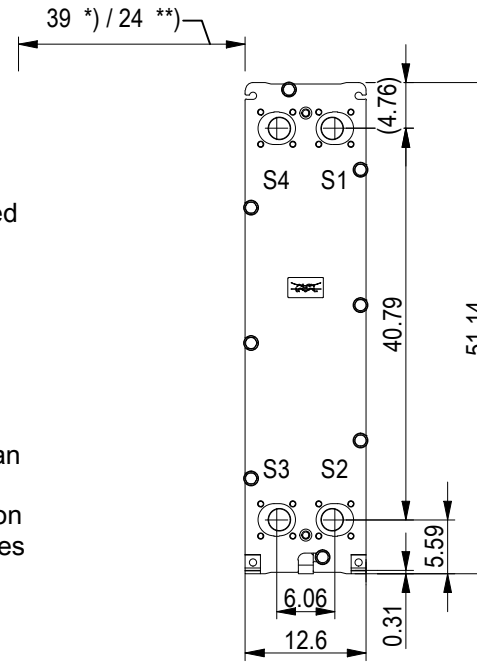 39 *) / 24 **)
(4.76)
S4 S1
ed
40.79
51.14
an
S3 S2
on
es
5.59
6.06
0.31
12.6